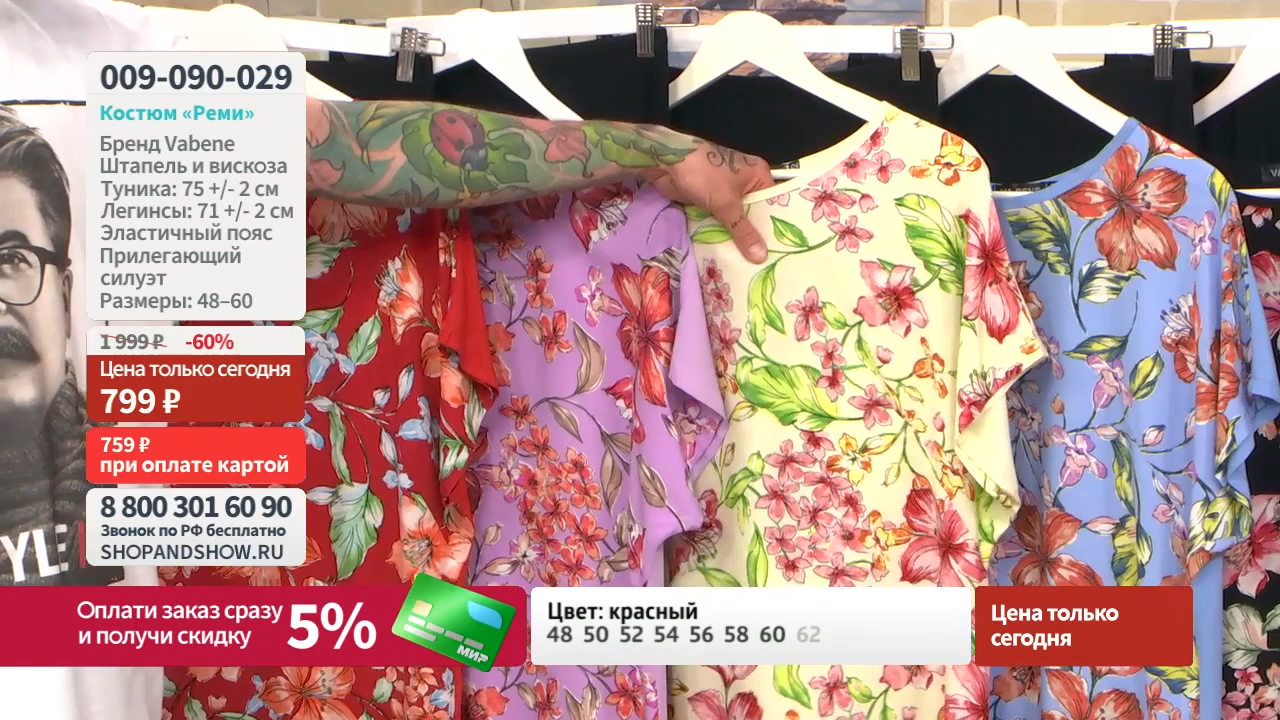 009-090-029
Костюм «Реми»
Бренд Vabene
Штапель и вискоза
Туника: 75 +/- 2 см
Легинсы: 71 +/- 2 см
Эластичный пояс
Прилегающий
силуэт
Размеры: 48–60
1 999 ₽ -60%
Цена только сегодня
799 ₽
759 ₽
при оплате картой
8 800 301 60 90
Звонок по РФ бесплатно
SHOPANDSHOW.RU
YLE
Оплати заказ сразу
и получи скидку
5%
МИР
Цвет: красный
48 50 52 54 56 58 60 62
Цена только
сегодня